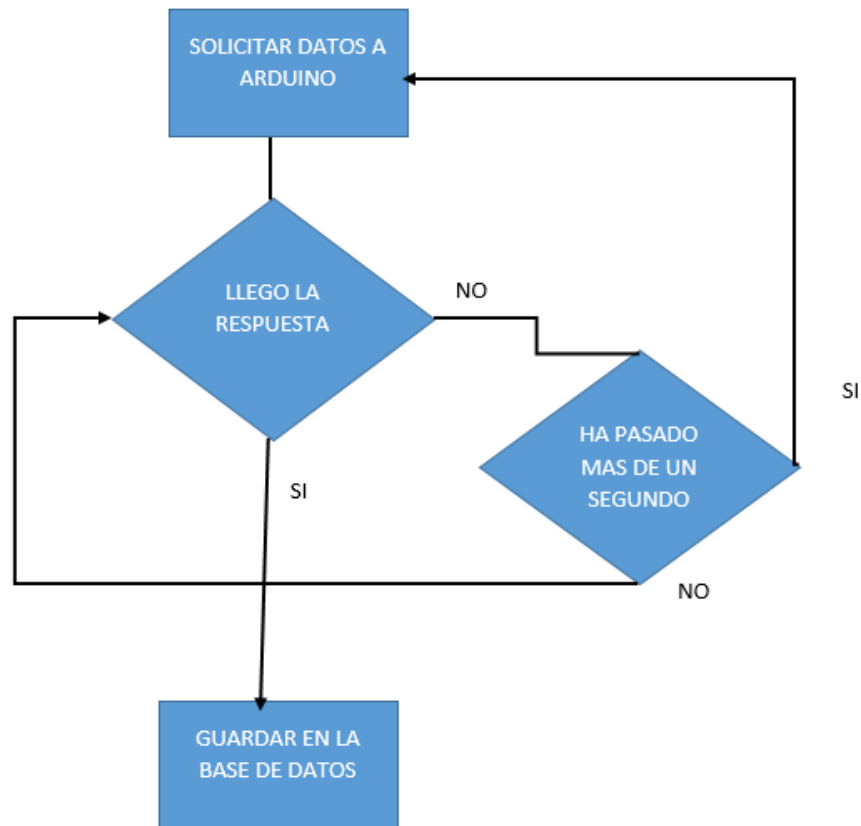 SOLICITAR DATOS A
ARDUINO
LLEGO LA
RESPUESTA
NO
SI
HA PASADO
MAS DE UN
SEGUNDO
SI
NO
GUARDAR EN LA
BASE DE DATOS